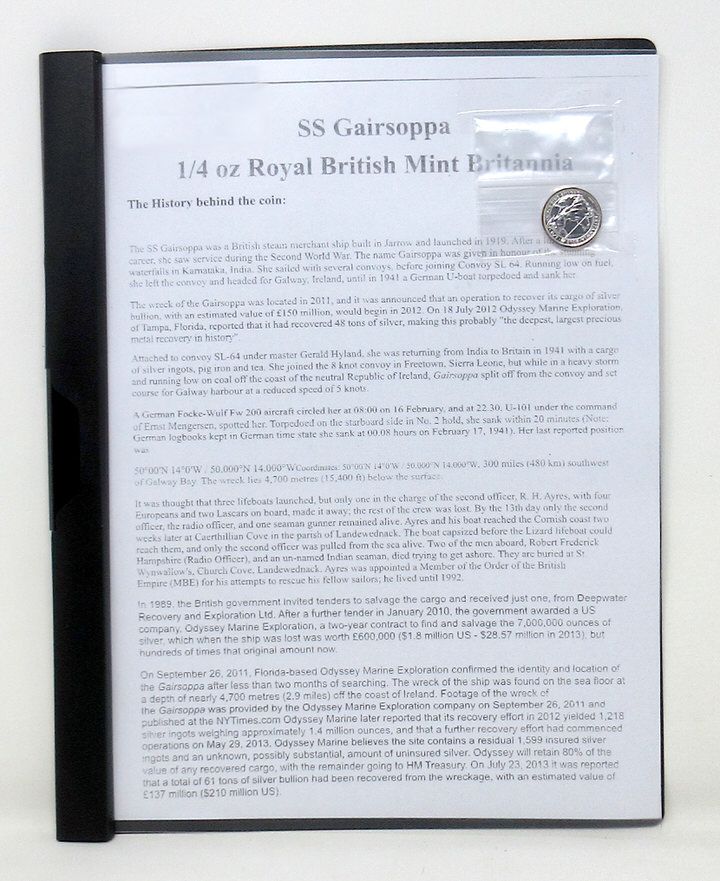 SS Gairsoppa
1/4 oz Royal British Mint Britannia
The History behind the coin:
The SS Gairsoppa was a British steam merchant ship built in Jarrow and launched in 1919. After a
career, she saw service during the Second World War. The name Gairsoppa was given in honour of the stunning
waterfalls in Karnataka, India. She sailed with several convoys, before joining Convoy SL 64. Running low on fuel,
she left the convoy and headed for Galway, Ireland, until in 1941 a German U-boat torpedoed and sank her.
The wreck of the Gairsoppa was located in 2011, and it was announced that an operation to recover its cargo of silver
bullion, with an estimated value of £150 million, would begin in 2012. On 18 July 2012 Odyssey Marine Exploration,
of Tampa, Florida, reported that it had recovered 48 tons of silver, making this probably "the deepest, largest precious
metal recovery in history".
Attached to convoy SL-64 under master Gerald Hyland, she was returning from India to Britain in 1941 with a cargo
of silver ingots, pig iron and tea. She joined the 8 knot convoy in Freetown, Sierra Leone, but while in a heavy storm
and running low on coal off the coast of the neutral Republic of Ireland, Gairsoppa split off from the convoy and set
course for Galway harbour at a reduced speed of 5 knots.
A German Focke-Wulf Fw 200 aircraft circled her at 08:00 on 16 February, and at 22.30, U-101 under the command
of Ernst Mengersen, spotted her. Torpedoed on the starboard side in No. 2 hold, she sank within 20 minutes (Note:
German logbooks kept in German time state she sank at 00.08 hours on February 17, 1941). Her last reported position
was
50°00'N 14°0'W / 50.000°N 14.000°WCoordinates: 50°00'N 14°0'W / 50.000°N 14.000°W, 300 miles (480 km) southwest
of Galway Bay. The wreck lies 4,700 metres (15,400 ft) below the surface.
It was thought that three lifeboats launched, but only one in the charge of the second officer, R. H. Ayres, with four
Europeans and two Lascars on board, made it away; the rest of the crew was lost. By the 13th day only the second
officer, the radio officer, and one seaman gunner remained alive. Ayres and his boat reached the Cornish coast two
weeks later at Caerthillian Cove in the parish of Landewednack. The boat capsized before the Lizard lifeboat could
reach them, and only the second officer was pulled from the sea alive. Two of the men aboard, Robert Frederick
Hampshire (Radio Officer), and an un-named Indian seaman, died trying to get ashore. They are buried at St
Wynwallow's, Church Cove, Landewednack. Ayres was appointed a Member of the Order of the British
Empire (MBE) for his attempts to rescue his fellow sailors; he lived until 1992.
In 1989, the British government invited tenders to salvage the cargo and received just one, from Deepwater
Recovery and Exploration Ltd. After a further tender in January 2010, the government awarded a US
company, Odyssey Marine Exploration, a two-year contract to find and salvage the 7,000,000 ounces of
silver, which when the ship was lost was worth £600,000 ($1.8 million US - $28.57 million in 2013), but
hundreds of times that original amount now.
On September 26, 2011, Florida-based Odyssey Marine Exploration confirmed the identity and location of
the Gairsoppa after less than two months of searching. The wreck of the ship was found on the sea floor at
a depth of nearly 4,700 metres (2.9 miles) off the coast of Ireland. Footage of the wreck of
the Gairsoppa was provided by the Odyssey Marine Exploration company on September 26, 2011 and
published at the NYTimes.com Odyssey Marine later reported that its recovery effort in 2012 yielded 1,218
silver ingots weighing approximately 1.4 million ounces, and that a further recovery effort had commenced
operations on May 29, 2013. Odyssey Marine believes the site contains a residual 1,599 insured silver
ingots and an unknown, possibly substantial, amount of uninsured silver. Odyssey will retain 80% of the
value of any recovered cargo, with the remainder going to HM Treasury. On July 23, 2013 it was reported
that a total of 61 tons of silver bullion had been recovered from the wreckage, with an estimated value of
£137 million ($210 million US).